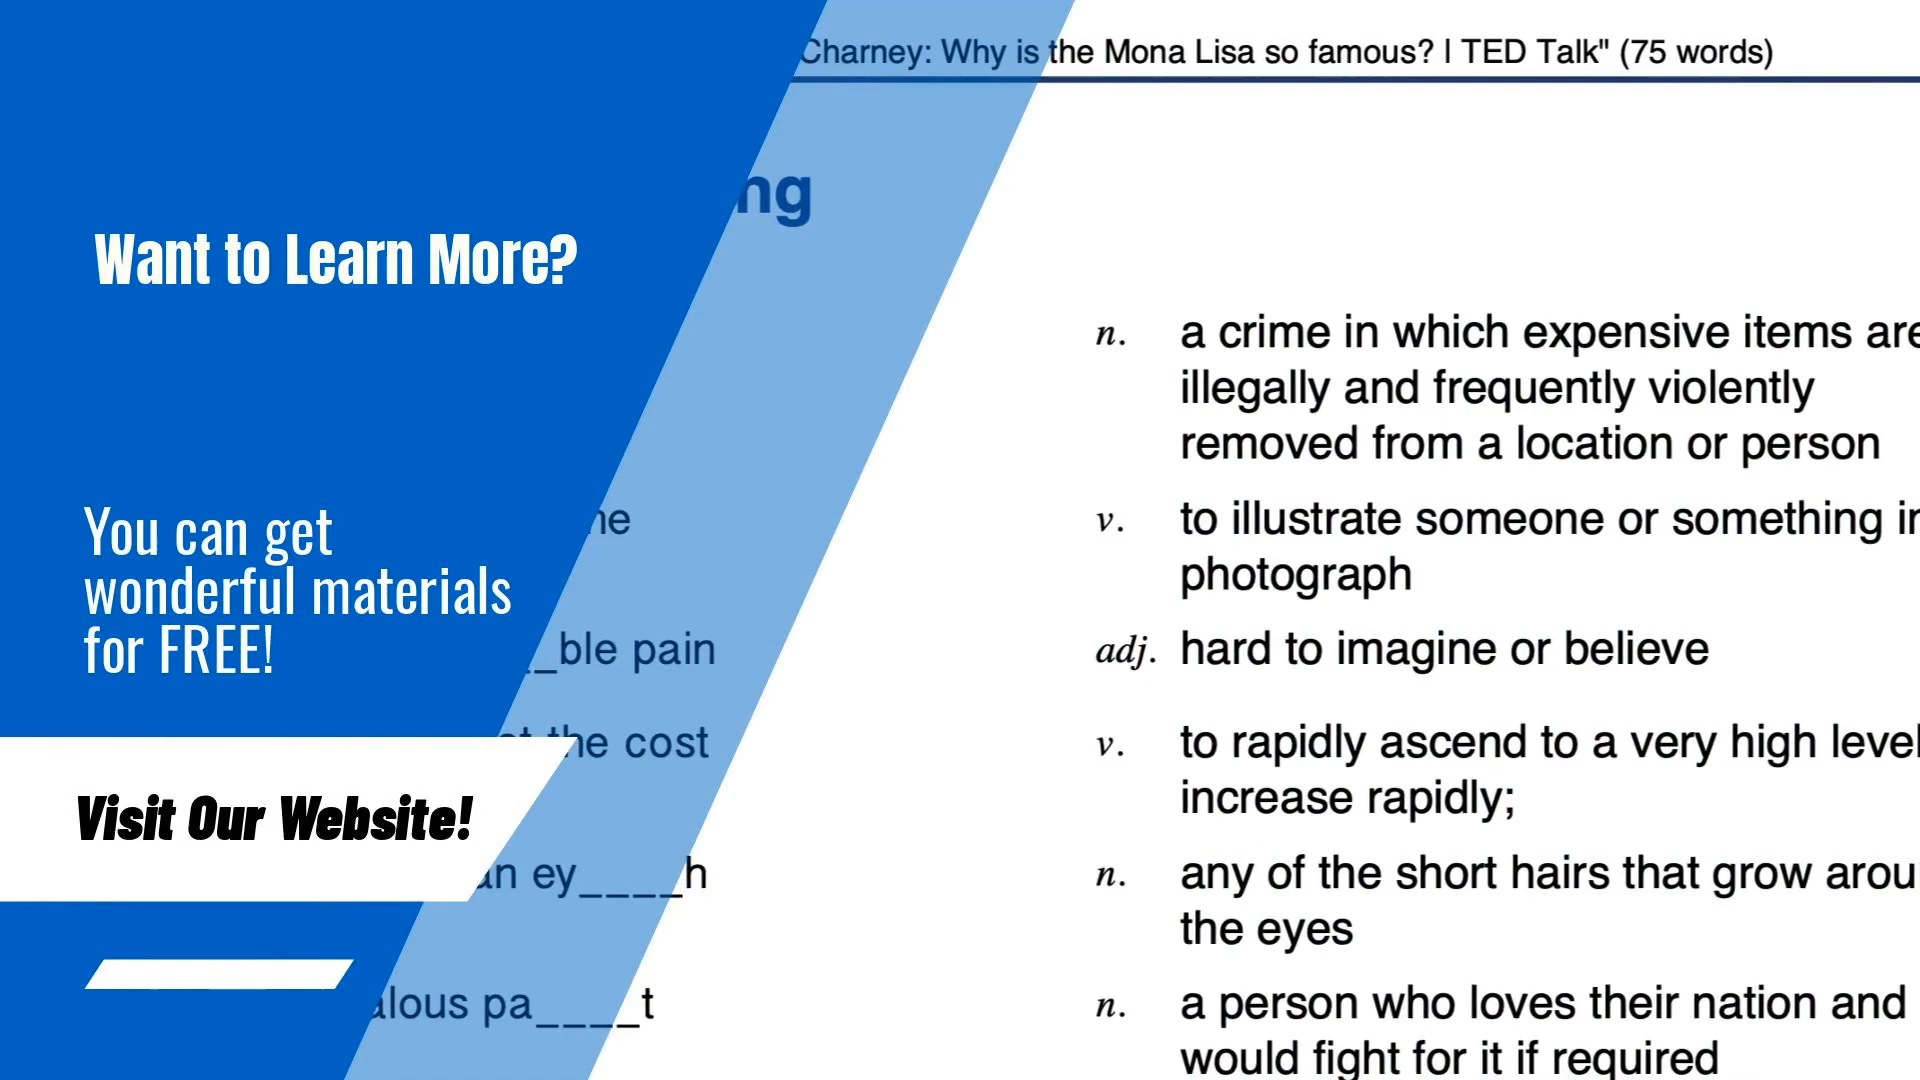 Charney: Why is the Mona Lisa so famous? | TED Talk" (75 words)
ng
Want to Learn More?
You can get
wonderful materials
for FREE!
Visit Our Website!
n. a crime in which expensive items are
illegally and frequently violently
removed from a location or person
ne v. to illustrate someone or something in
photograph
_ble pain adj. hard to imagine or believe
the cost v. to rapidly ascend to a very high level
increase rapidly;
an ey____h n. any of the short hairs that grow arou
the eyes
alous pa____t n. a person who loves their nation and
would fight for it if required